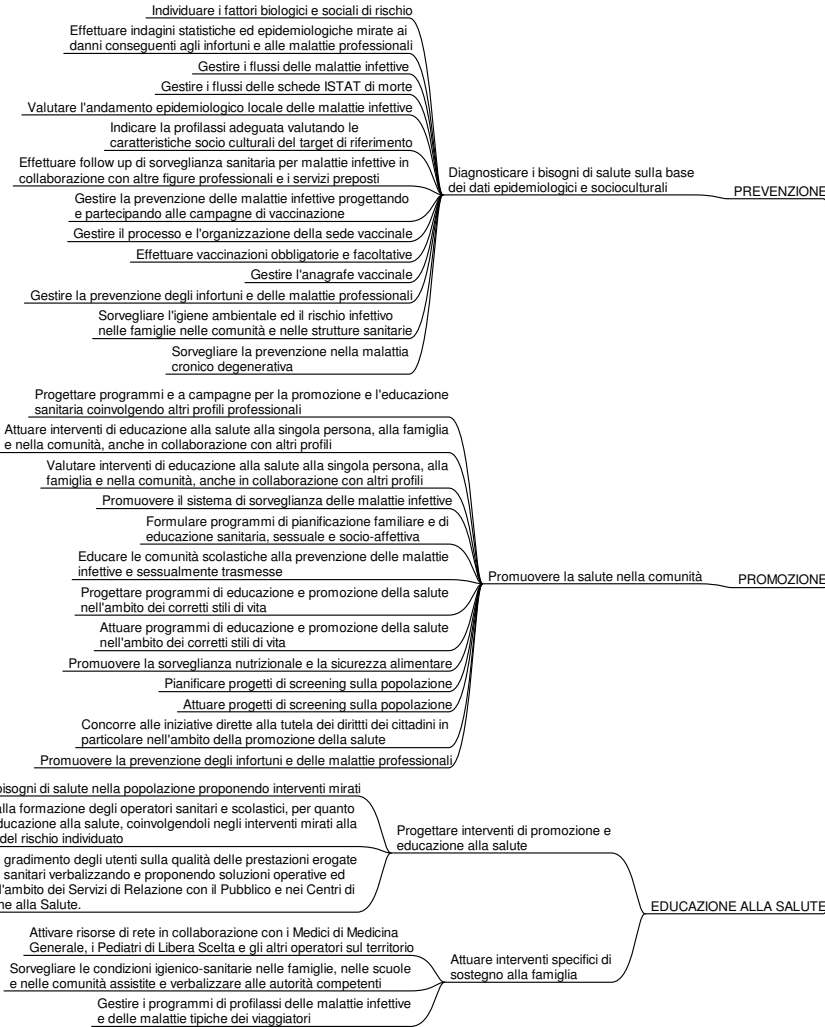 Individuare i fattori biologici e sociali di rischio
Effettuare indagini statistiche ed epidemiologiche mirate ai
danni conseguenti agli infortuni e alle malattie professionali
Gestire i flussi delle malattie infettive
Gestire i flussi delle schede ISTAT di morte
Valutare l'andamento epidemiologico locale delle malattie infettive
Indicare la profilassi adeguata valutando le
caratteristiche socio culturali del target di riferimento
Effettuare follow up di sorveglianza sanitaria per malattie infettive in
collaborazione con altre figure professionali e i servizi preposti
Gestire la prevenzione delle malattie infettive progettando
e partecipando alle campagne di vaccinazione
Gestire il processo e l'organizzazione della sede vaccinale
Effettuare vaccinazioni obbligatorie e facoltative
Gestire l'anagrafe vaccinale
Gestire la prevenzione degli infortuni e delle malattie professionali
Sorvegliare l'igiene ambientale ed il rischio infettivo
nelle famiglie nelle comunità e nelle strutture sanitarie
Sorvegliare la prevenzione nella malattia
cronico degenerativa
Diagnosticare i bisogni di salute sulla base
dei dati epidemiologici e socioculturali
PREVENZIONE
Progettare programmi e a campagne per la promozione e l'educazione
sanitaria coinvolgendo altri profili professionali
Attuare interventi di educazione alla salute alla singola persona, alla famiglia
e nella comunità, anche in collaborazione con altri profili
Valutare interventi di educazione alla salute alla singola persona, alla
famiglia e nella comunità, anche in collaborazione con altri profili
Promuovere il sistema di sorveglianza delle malattie infettive
Formulare programmi di pianificazione familiare e di
educazione sanitaria, sessuale e socio-affettiva
Educare le comunità scolastiche alla prevenzione delle malattie
infettive e sessualmente trasmesse
Progettare programmi di educazione e promozione della salute
nell'ambito dei corretti stili di vita
Attuare programmi di educazione e promozione della salute
nell'ambito dei corretti stili di vita
Promuovere la sorveglianza nutrizionale e la sicurezza alimentare
Pianificare progetti di screening sulla popolazione
Attuare progetti di screening sulla popolazione
Concorre alle iniziative dirette alla tutela dei diritttti dei cittadini in
particolare nell'ambito della promozione della salute
Promuovere la prevenzione degli infortuni e delle malattie professionali
Promuovere la salute nella comunità
PROMOZIONE
bisogni di salute nella popolazione proponendo interventi mirati
alla formazione degli operatori sanitari e scolastici, per quanto
ducazione alla salute, coinvolgendoli negli interventi mirati alla
del rischio individuato
gradimento degli utenti sulla qualità delle prestazioni erogate
sanitari verbalizzando e proponendo soluzioni operative ed
l'ambito dei Servizi di Relazione con il Pubblico e nei Centri di
ne alla Salute.
Progettare interventi di promozione e
educazione alla salute
Attivare risorse di rete in collaborazione con i Medici di Medicina
Generale, i Pediatri di Libera Scelta e gli altri operatori sul territorio
Sorvegliare le condizioni igienico-sanitarie nelle famiglie, nelle scuole
e nelle comunità assistite e verbalizzare alle autorità competenti
Gestire i programmi di profilassi delle malattie infettive
e delle malattie tipiche dei viaggiatori
Attuare interventi specifici di
sostegno alla famiglia
EDUCAZIONE ALLA SALUTE